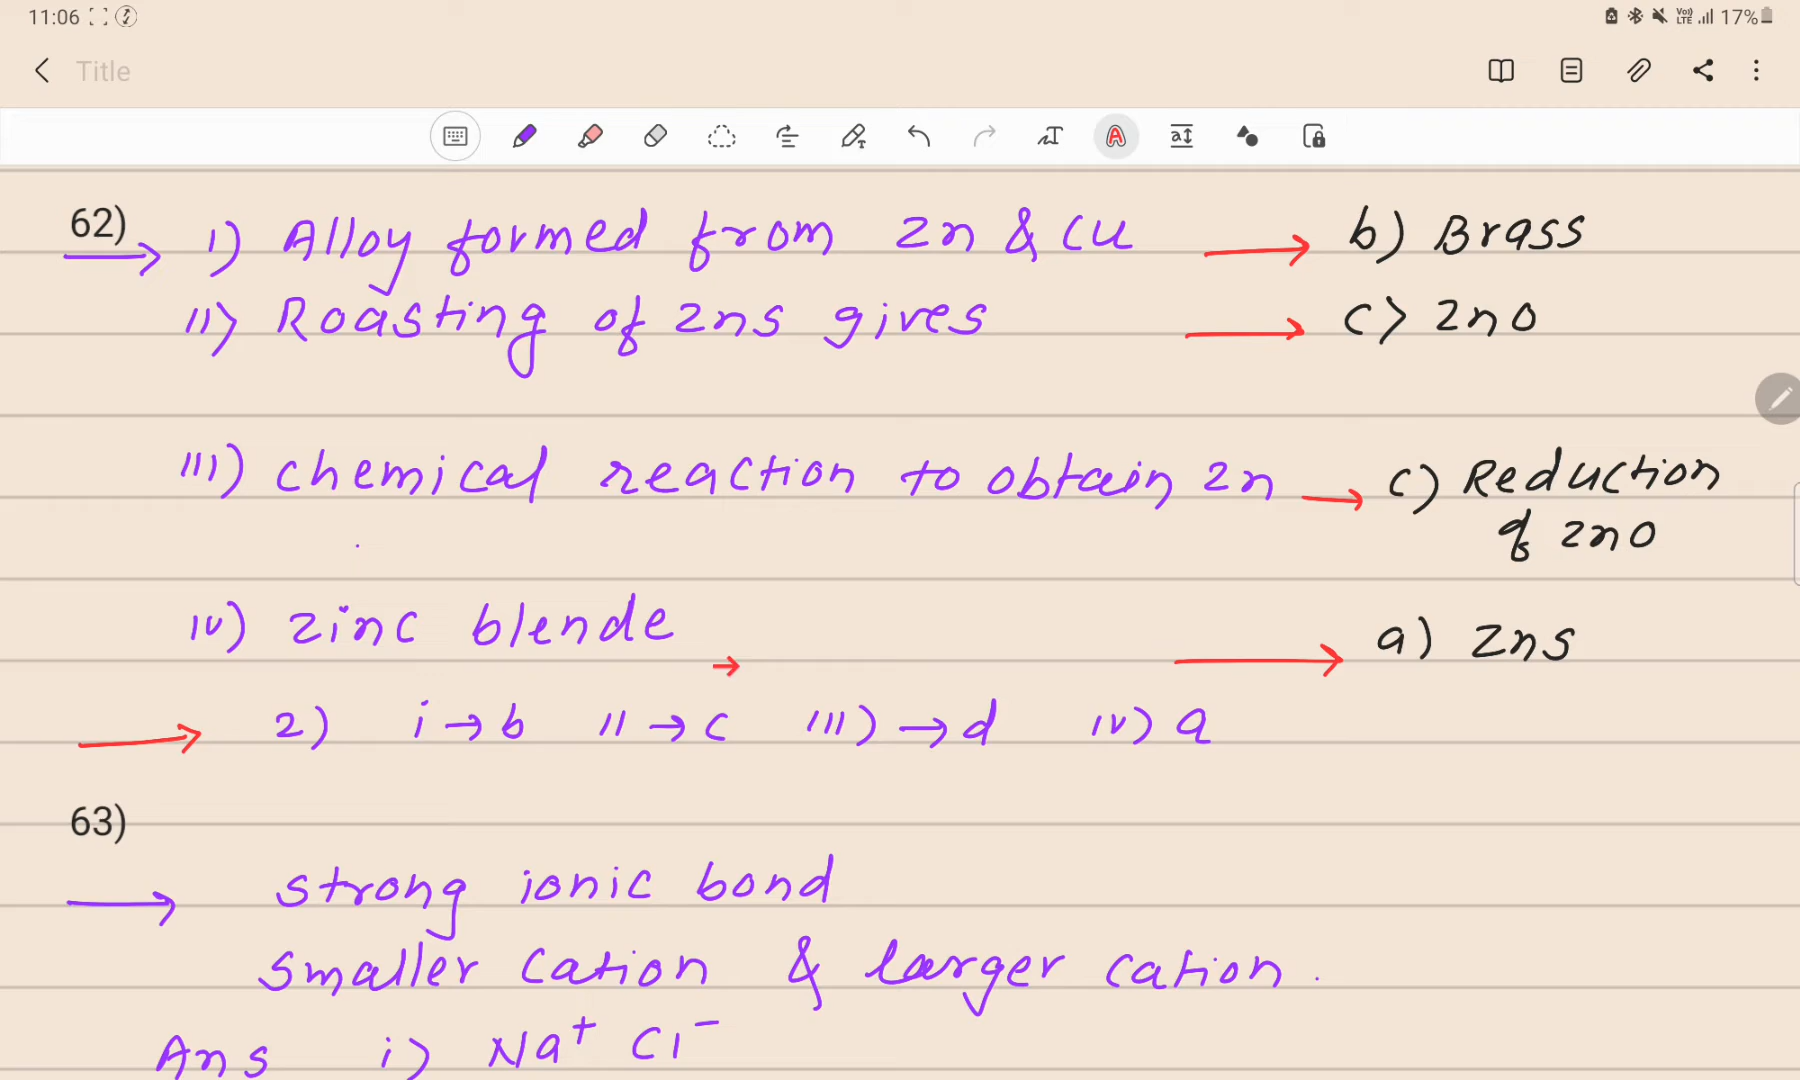 11:06 17%
Title
62) i) Alloy formed from Zn & Cu → b) Brass
ii) Roasting of Zns gives → c) Zno
iii) chemical reaction to obtain Zn → c) Reduction
of Zno
iv) Zinc blende → → a) Zns
→ 2) i → b ii → c iii) → d iv) a
63)
→ strong ionic bond
smaller cation & larger cation.
Ans i) Na⁺ Cl⁻